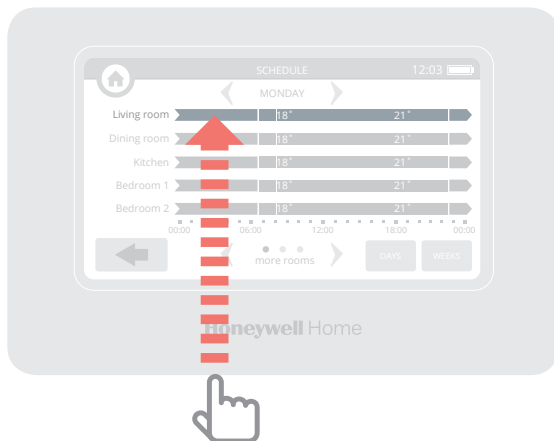 SCHEDULE 12:03
MONDAY
Living room 18° 21°
Dining room 18° 21°
Kitchen 18° 21°
Bedroom 1 18° 21°
Bedroom 2 18° 21°
00:00 06:00 12:00 18:00 00:00
more rooms DAYS WEEKS
Honeywell Home